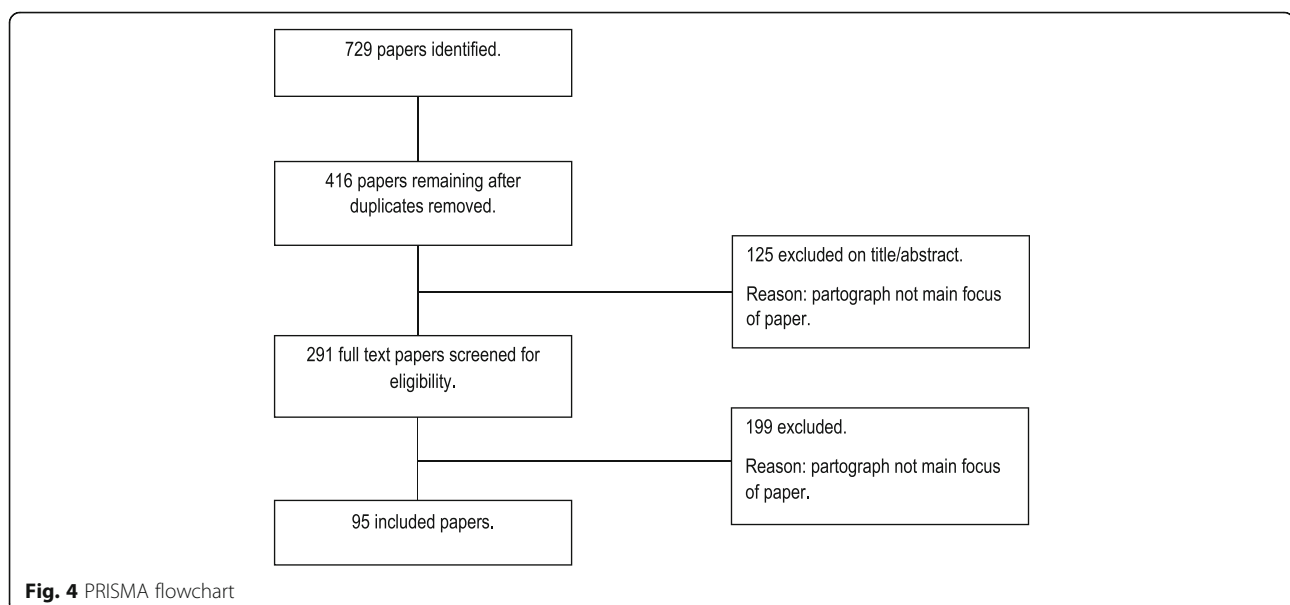 729 papers identified.
416 papers remaining after
duplicates removed.
125 excluded on title/abstract.
Reason: partograph not main focus
of paper.
291 full text papers screened for
eligibility.
199 excluded.
Reason: partograph not main focus
of paper.
95 included papers.
Fig. 4 PRISMA flowchart